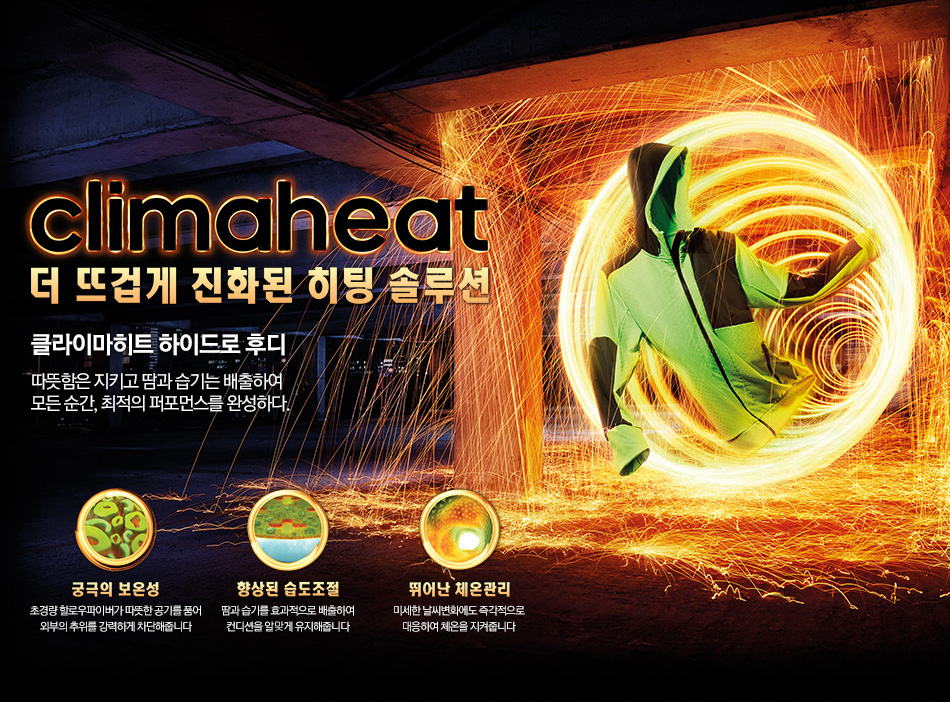 climaheat
더 뜨겁게 진화된 히팅 솔루션
클라이마히트 하이드로 후디
따뜻함은 지키고 땀과 습기는 배출하여
모든 순간, 최적의 퍼포먼스를 완성하다.
궁극의 보온성
초경량 할로우파이버가 따뜻한 공기를 품어
외부의 추위를 강력하게 차단해줍니다
향상된 습도조절
땀과 습기를 효과적으로 배출하여
컨디션을 알맞게 유지해줍니다
뛰어난 체온관리
미세한 날씨변화에도 즉각적으로
대응하여 체온을 지켜줍니다